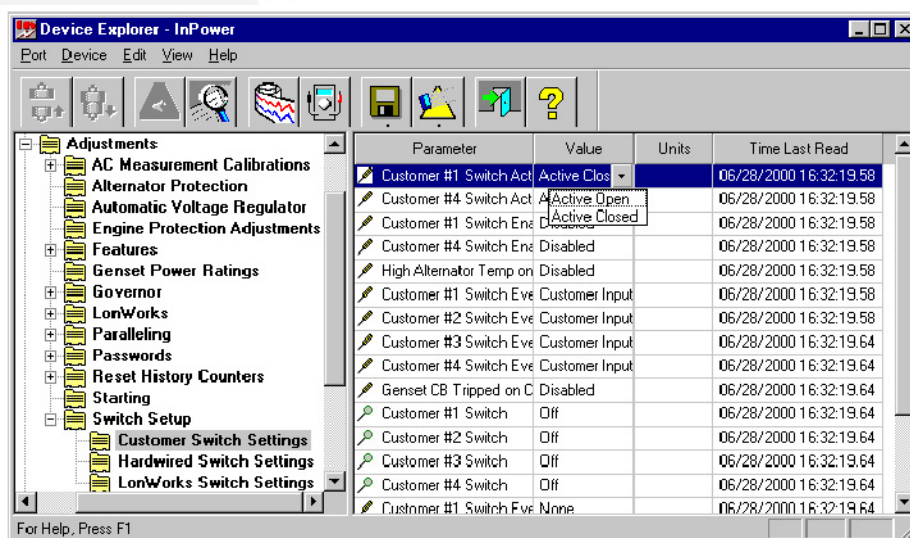 Device Explorer - InPower
Port Device Edit View Help
Adjustments
AC Measurement Calibrations
Alternator Protection
Automatic Voltage Regulator
Engine Protection Adjustments
Features
Genset Power Ratings
Governor
LonWorks
Paralleling
Passwords
Reset History Counters
Starting
Switch Setup
Customer Switch Settings
Hardwired Switch Settings
LonWorks Switch Settings
Parameter Value Units Time Last Read
Customer #1 Switch Act Active Clos 06/28/2000 16:32:19.58
Customer #4 Switch Act A 06/28/2000 16:32:19.58
Active Open
Active Closed
Customer #1 Switch Ena Disabled 06/28/2000 16:32:19.58
Customer #4 Switch Ena Disabled 06/28/2000 16:32:19.58
High Alternator Temp on Disabled 06/28/2000 16:32:19.58
Customer #1 Switch Eve Customer Input 06/28/2000 16:32:19.58
Customer #2 Switch Eve Customer Input 06/28/2000 16:32:19.58
Customer #3 Switch Eve Customer Input 06/28/2000 16:32:19.64
Customer #4 Switch Eve Customer Input 06/28/2000 16:32:19.64
Genset CB Tripped on C Disabled 06/28/2000 16:32:19.64
Customer #1 Switch Off 06/28/2000 16:32:19.64
Customer #2 Switch Off 06/28/2000 16:32:19.64
Customer #3 Switch Off 06/28/2000 16:32:19.64
Customer #4 Switch Off 06/28/2000 16:32:19.64
Customer #1 Switch Eve None 06/28/2000 16:32:19.64
For Help, Press F1